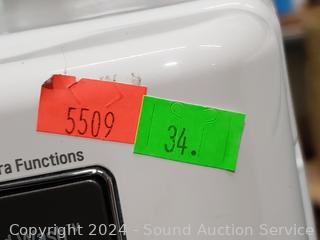 5509
34.
ra Functions
Copyright 2024 - Sound Auction Service